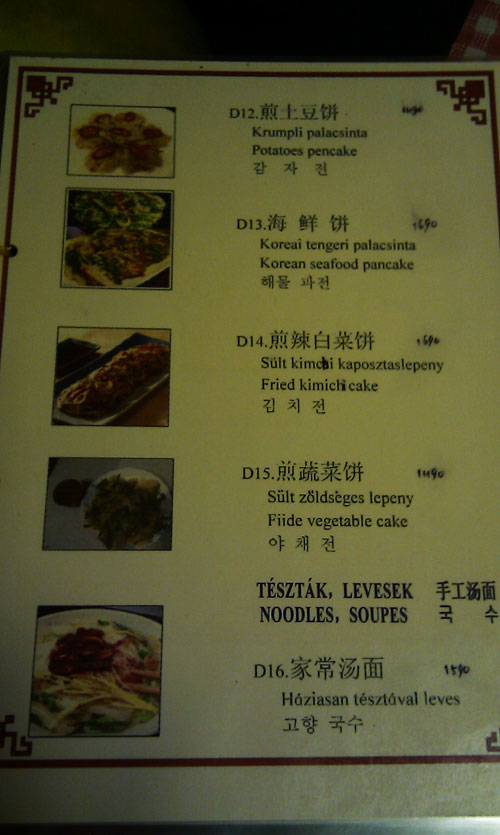 D12.煎土豆饼
Krumpli palacsinta
Potatoes pencake
감 자 전
D13.海 鲜 饼 1690
Koreai tengeri palacsinta
Korean seafood pancake
해물 파전
D14.煎辣白菜饼 1690
Sült kimchi kaposztaslepeny
Fried kimichi cake
김 치 전
D15.煎蔬菜饼 1490
Sült zöldseges lepeny
Fiide vegetable cake
야 채 전
TÉSZTÁK, LEVESEK 手工汤面
NOODLES, SOUPES 국 수
D16.家常汤面 1590
Háziasan tésztával leves
고향 국수